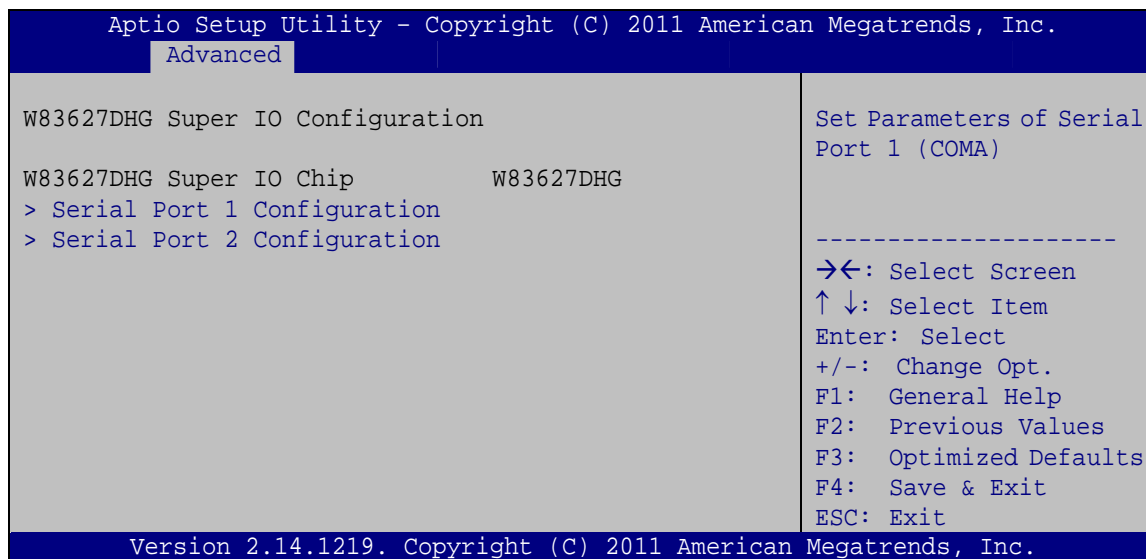 Aptio Setup Utility – Copyright (C) 2011 American Megatrends, Inc.
Advanced
W83627DHG Super IO Configuration
W83627DHG Super IO Chip W83627DHG
> Serial Port 1 Configuration
> Serial Port 2 Configuration
Set Parameters of Serial
Port 1 (COMA)
---------------------
→←: Select Screen
↑ ↓: Select Item
Enter: Select
+/-: Change Opt.
F1: General Help
F2: Previous Values
F3: Optimized Defaults
F4: Save & Exit
ESC: Exit
Version 2.14.1219. Copyright (C) 2011 American Megatrends, Inc.